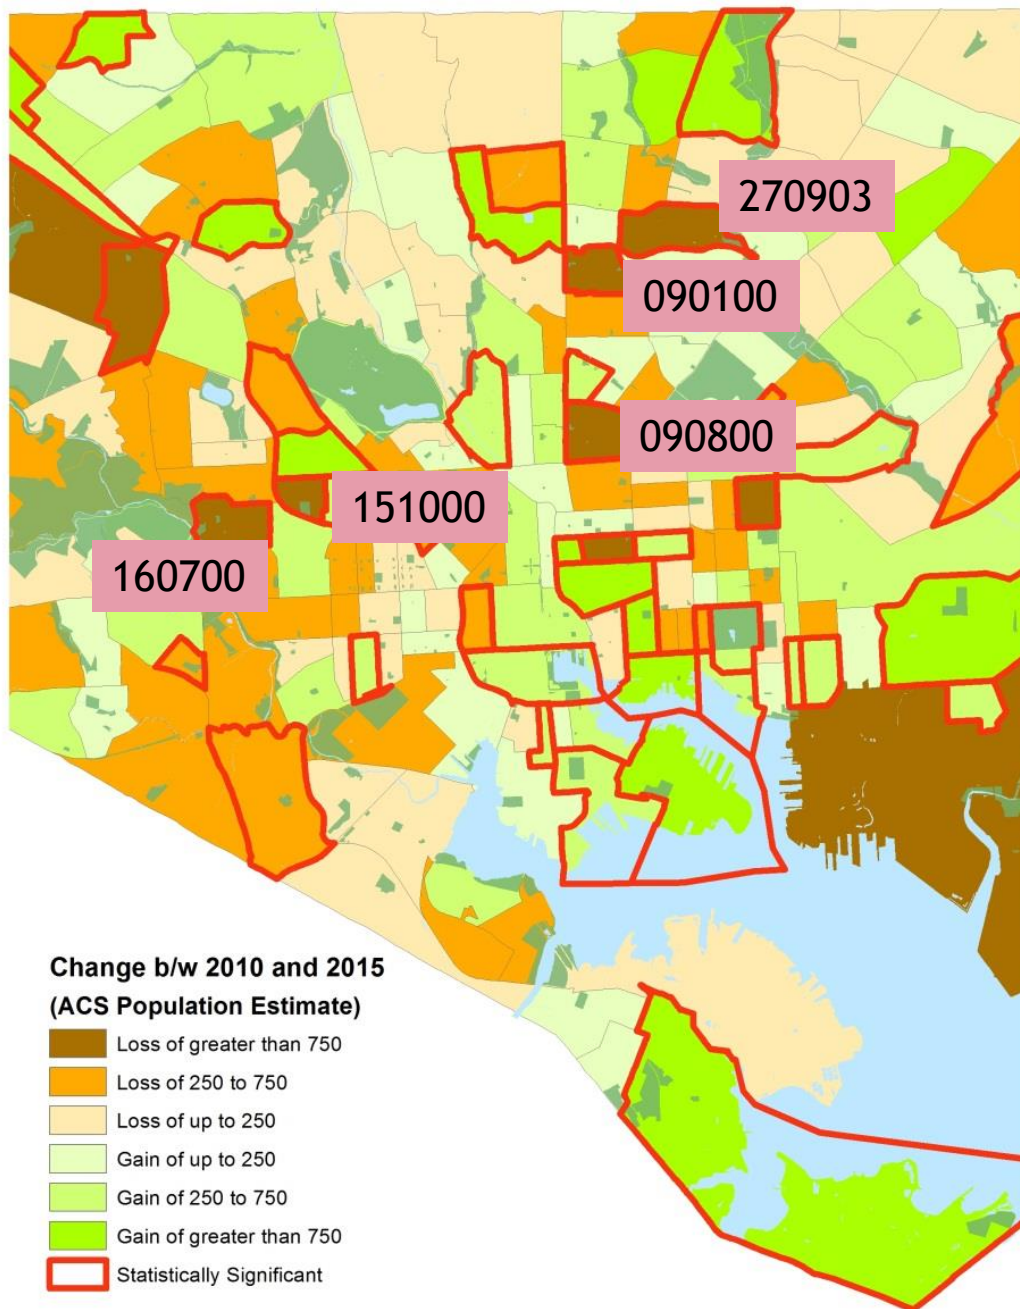 270903
090100
090800
151000
160700
Change b/w 2010 and 2015
(ACS Population Estimate)
Loss of greater than 750
Loss of 250 to 750
Loss of up to 250
Gain of up to 250
Gain of 250 to 750
Gain of greater than 750
Statistically Significant